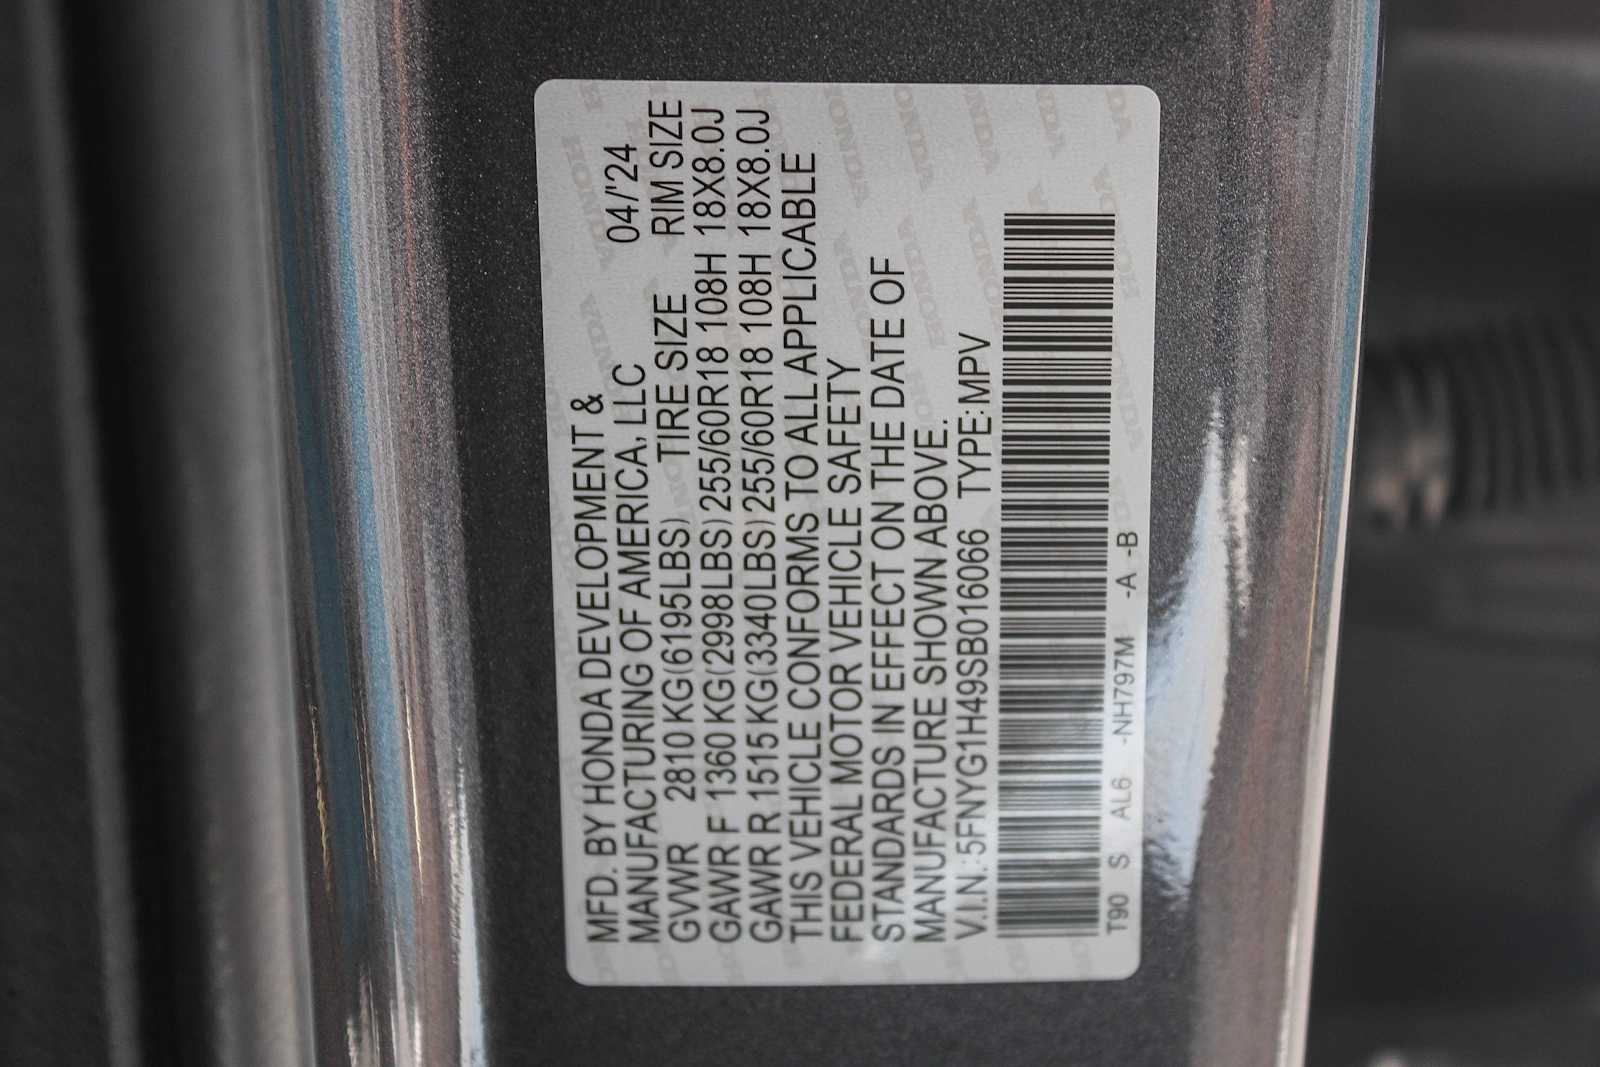 MFD. BY HONDA DEVELOPMENT &
MANUFACTURING OF AMERICA, LLC 04/'24
GVWR 2810 KG(6195LBS) TIRE SIZE RIM SIZE
GAWR F 1360 KG(2998LBS) 255/60R18 108H 18X8.0J
GAWR R 1515 KG(3340LBS) 255/60R18 108H 18X8.0J
THIS VEHICLE CONFORMS TO ALL APPLICABLE
FEDERAL MOTOR VEHICLE SAFETY
STANDARDS IN EFFECT ON THE DATE OF
MANUFACTURE SHOWN ABOVE.
V.I.N.: 5FNYG1H49SB016066 TYPE: MPV
T90 S AL6 -NH797M -A -B